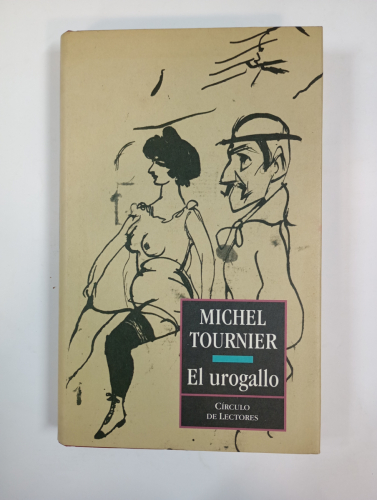 MICHEL
TOURNIER
El urogallo
CÍRCULO
DE LECTORES